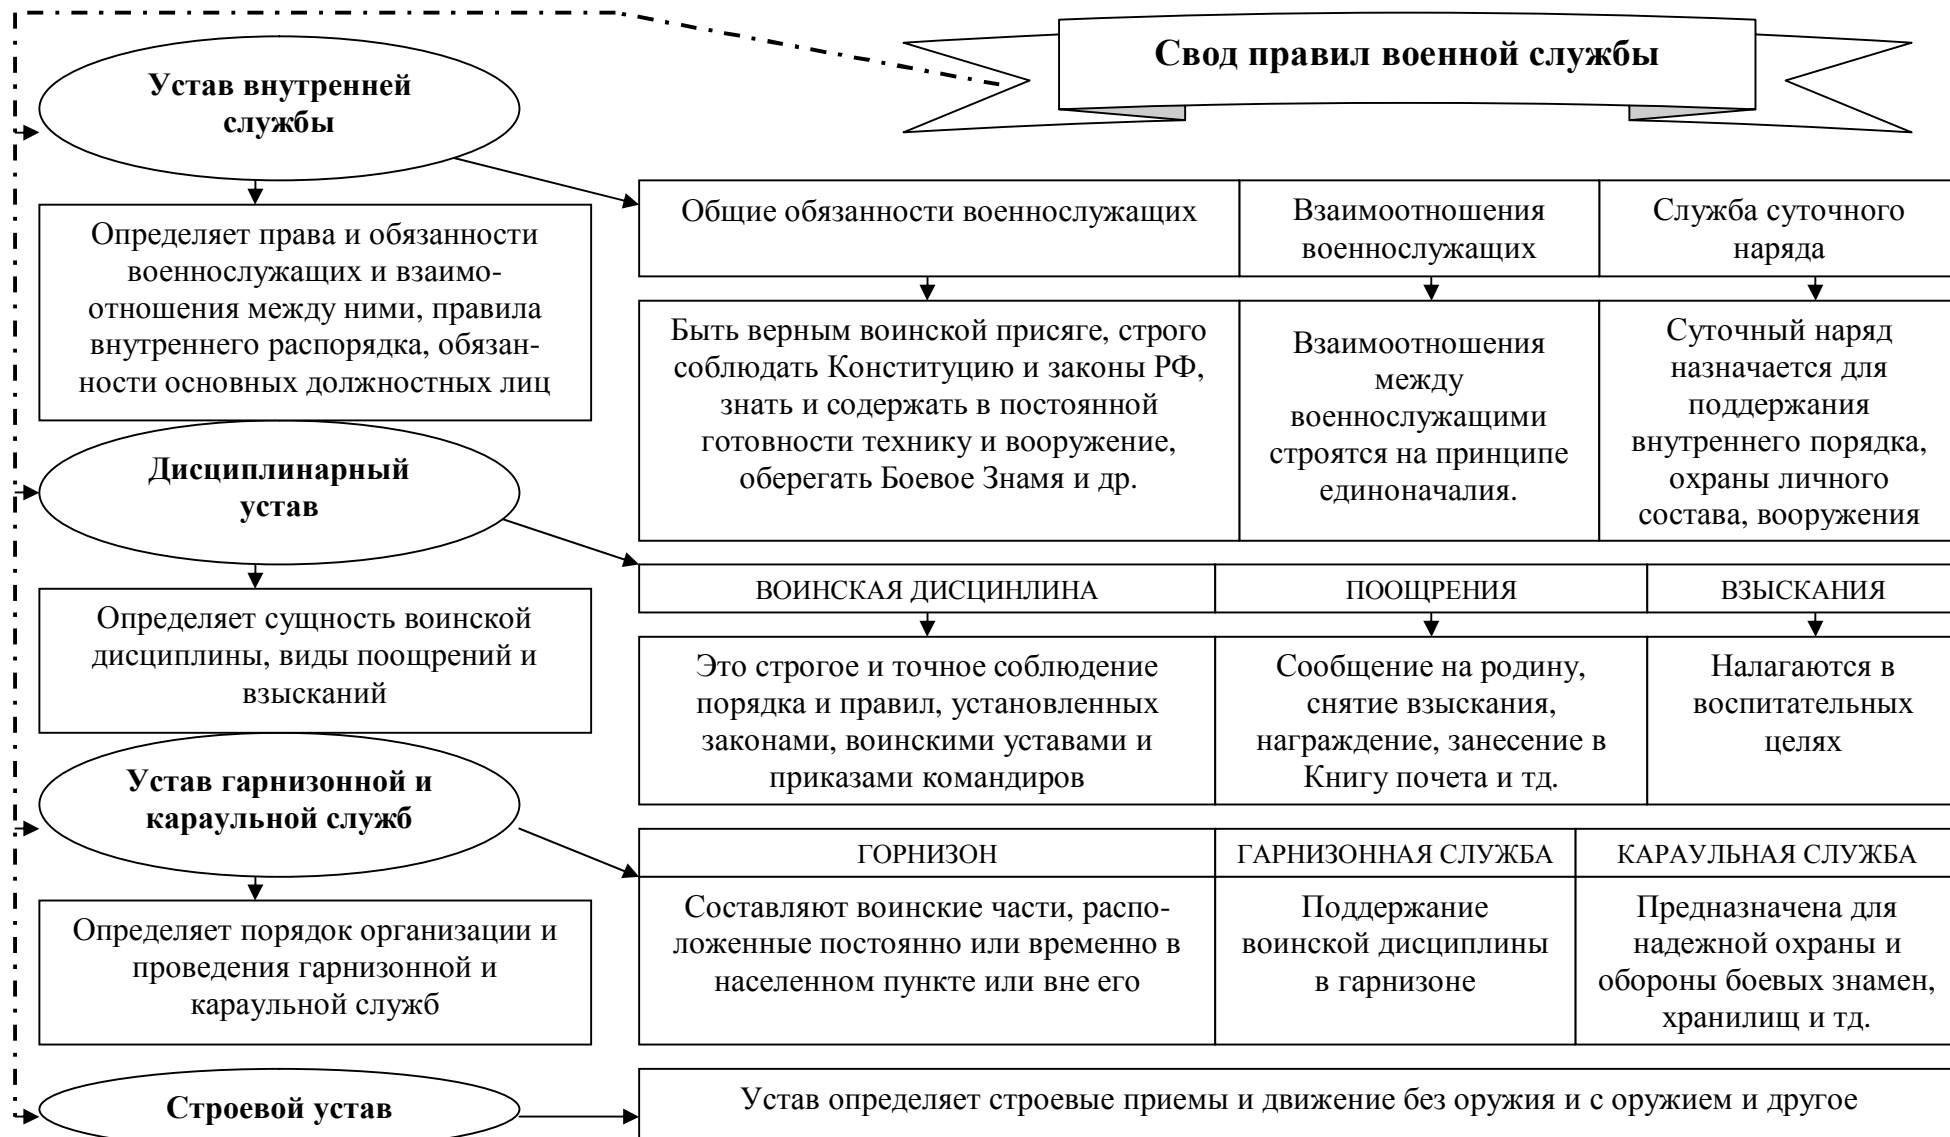 Свод правил военной службы
Устав внутренней
службы
Определяет права и обязанности
военнослужащих и взаимо-
отношения между ними, правила
внутреннего распорядка, обязан-
ности основных должностных лиц
Общие обязанности военнослужащих
Взаимоотношения
военнослужащих
Служба суточного
наряда
Быть верным воинской присяге, строго
соблюдать Конституцию и законы РФ,
знать и содержать в постоянной
готовности технику и вооружение,
оберегать Боевое Знамя и др.
Взаимоотношения
между
военнослужащими
строятся на принципе
единоначалия.
Суточный наряд
назначается для
поддержания
внутреннего порядка,
охраны личного
состава, вооружения
Дисциплинарный
устав
Определяет сущность воинской
дисциплины, виды поощрений и
взысканий
ВОИНСКАЯ ДИСЦИНЛИНА
ПООЩРЕНИЯ
ВЗЫСКАНИЯ
Это строгое и точное соблюдение
порядка и правил, установленных
законами, воинскими уставами и
приказами командиров
Сообщение на родину,
снятие взыскания,
награждение, занесение в
Книгу почета и тд.
Налагаются в
воспитательных
целях
Устав гарнизонной и
караульной служб
Определяет порядок организации и
проведения гарнизонной и
караульной служб
ГОРНИЗОН
ГАРНИЗОННАЯ СЛУЖБА
КАРАУЛЬНАЯ СЛУЖБА
Составляют воинские части, распо-
ложенные постоянно или временно в
населенном пункте или вне его
Поддержание
воинской дисциплины
в гарнизоне
Предназначена для
надежной охраны и
обороны боевых знамен,
хранилищ и тд.
Строевой устав
Устав определяет строевые приемы и движение без оружия и с оружием и другое